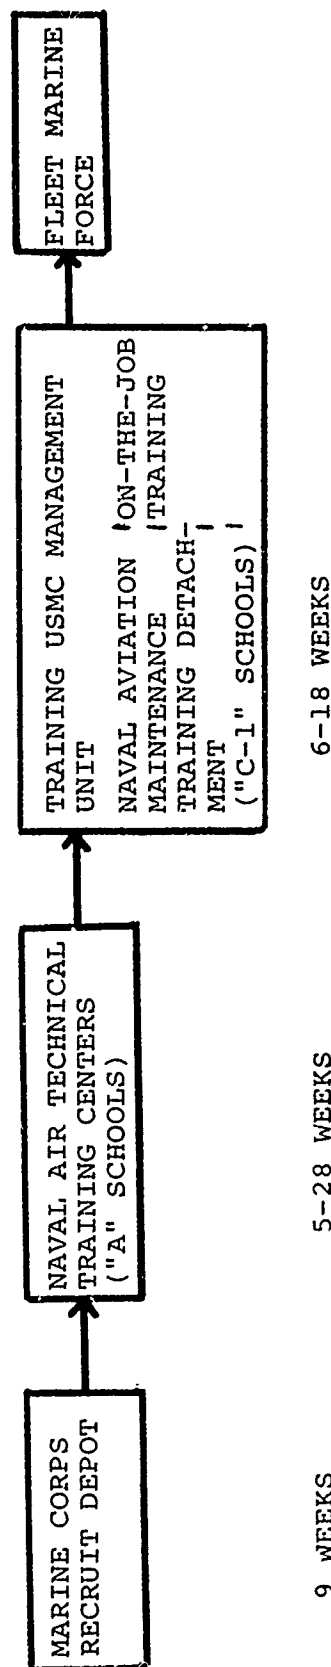 MARINE CORPS
RECRUIT DEPOT
9 WEEKS
NAVAL AIR TECHNICAL
TRAINING CENTERS
("A" SCHOOLS)
5-28 WEEKS
TRAINING USMC MANAGEMENT
UNIT
NAVAL AVIATION ON-THE-JOB
MAINTENANCE TRAINING
TRAINING DETACH-
MENT
("C-1" SCHOOLS)
6-18 WEEKS
FLEET MARINE
FORCE